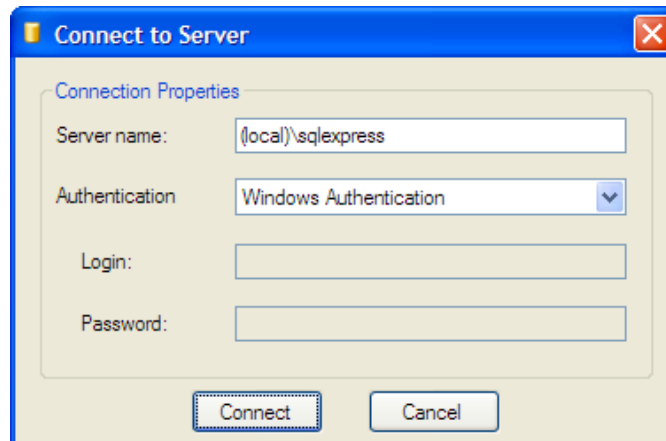 Connect to Server
Connection Properties
Server name: (local)\sqlexpress
Authentication Windows Authentication
Login:
Password:
Connect Cancel